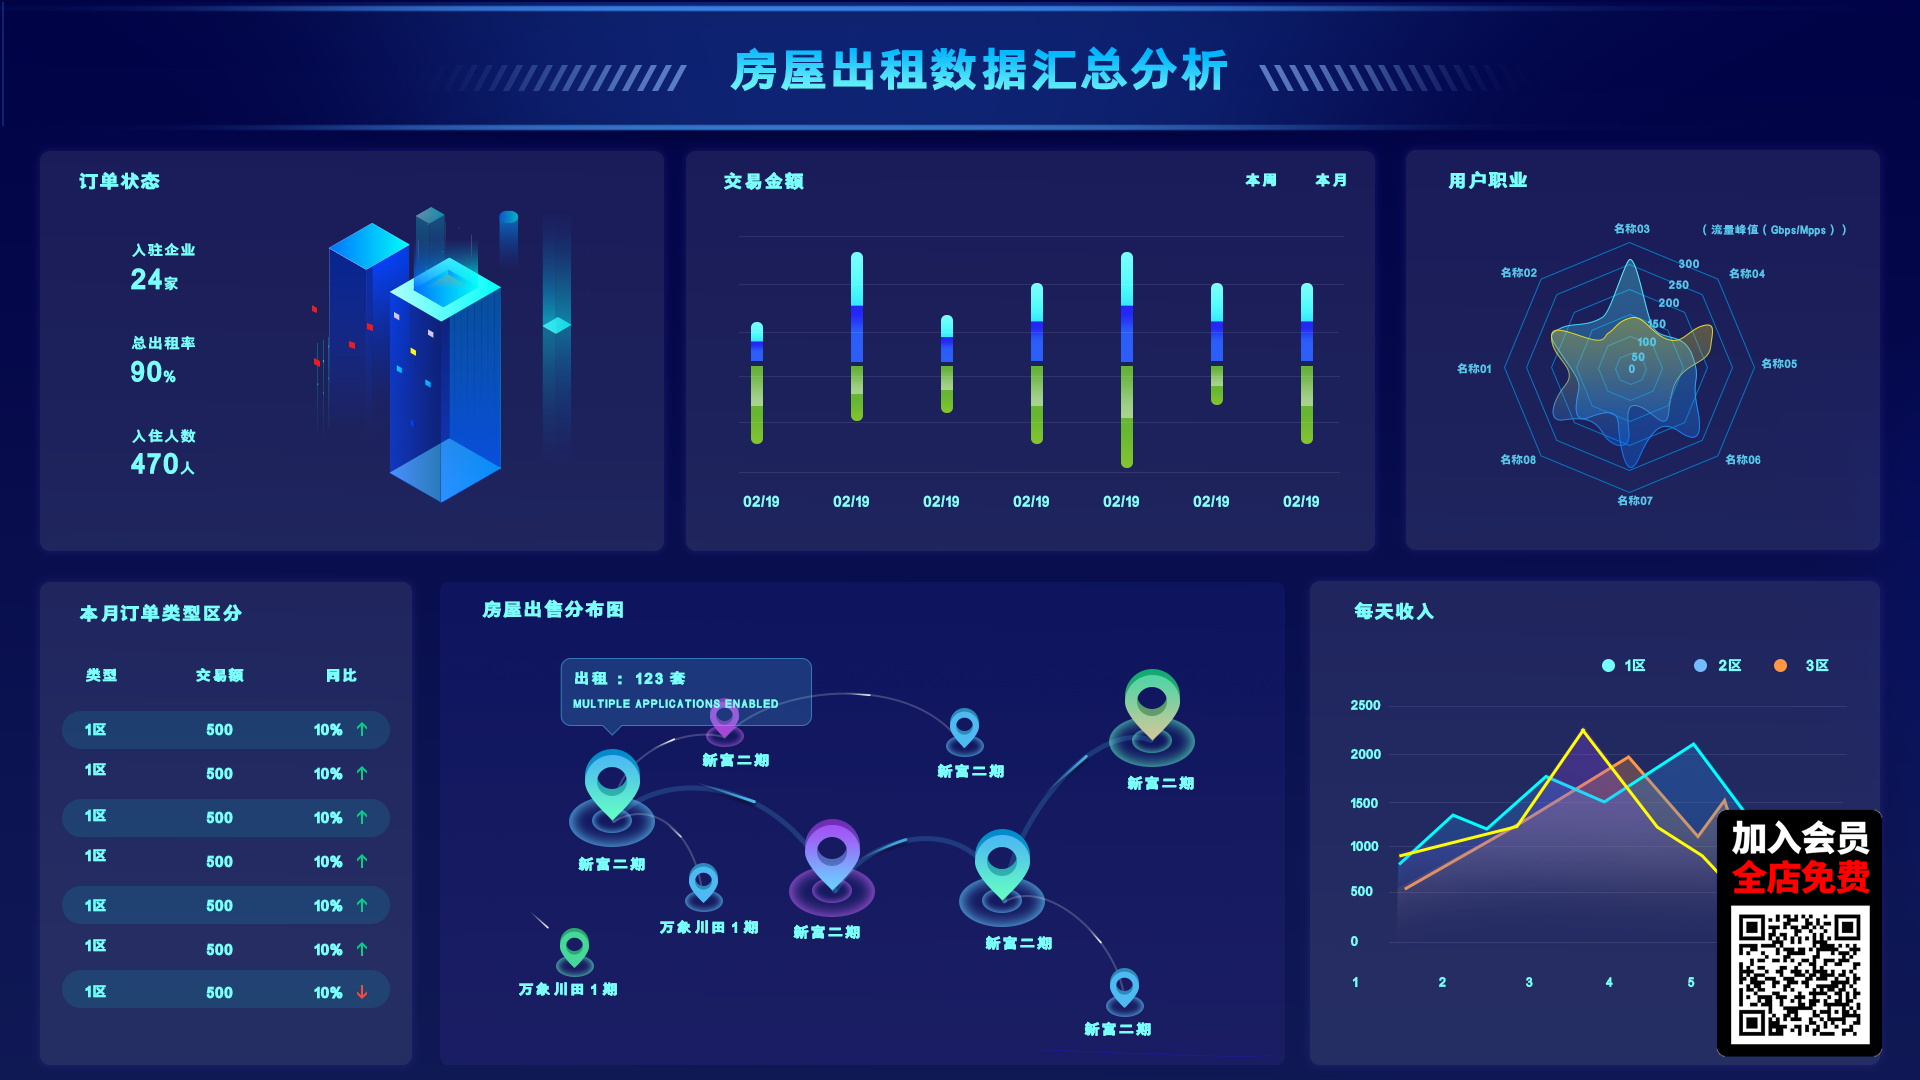 房屋出租数据汇总分析
订单状态
入驻企业
24家
总出租率
90%
入住人数
470人
交易金额
本周 本月
02/19 02/19 02/19 02/19 02/19 02/19 02/19
用户职业
(流量峰值(Gbps/Mpps))
名称03
名称02
名称04
名称01
名称05
名称08
名称06
名称07
300
250
200
150
100
50
0
本月订单类型区分
类型 交易额 同比
1区 500 10% ↑
1区 500 10% ↑
1区 500 10% ↑
1区 500 10% ↑
1区 500 10% ↑
1区 500 10% ↑
1区 500 10% ↓
房屋出售分布图
出租 : 123 套
MULTIPLE APPLICATIONS ENABLED
新富二期
新富二期
新富二期
新富二期
万象川田1期
新富二期
新富二期
万象川田1期
新富二期
每天收入
1区 2区 3区
2500
2000
1500
1000
500
0
1 2 3 4 5
加入会员
全店免费